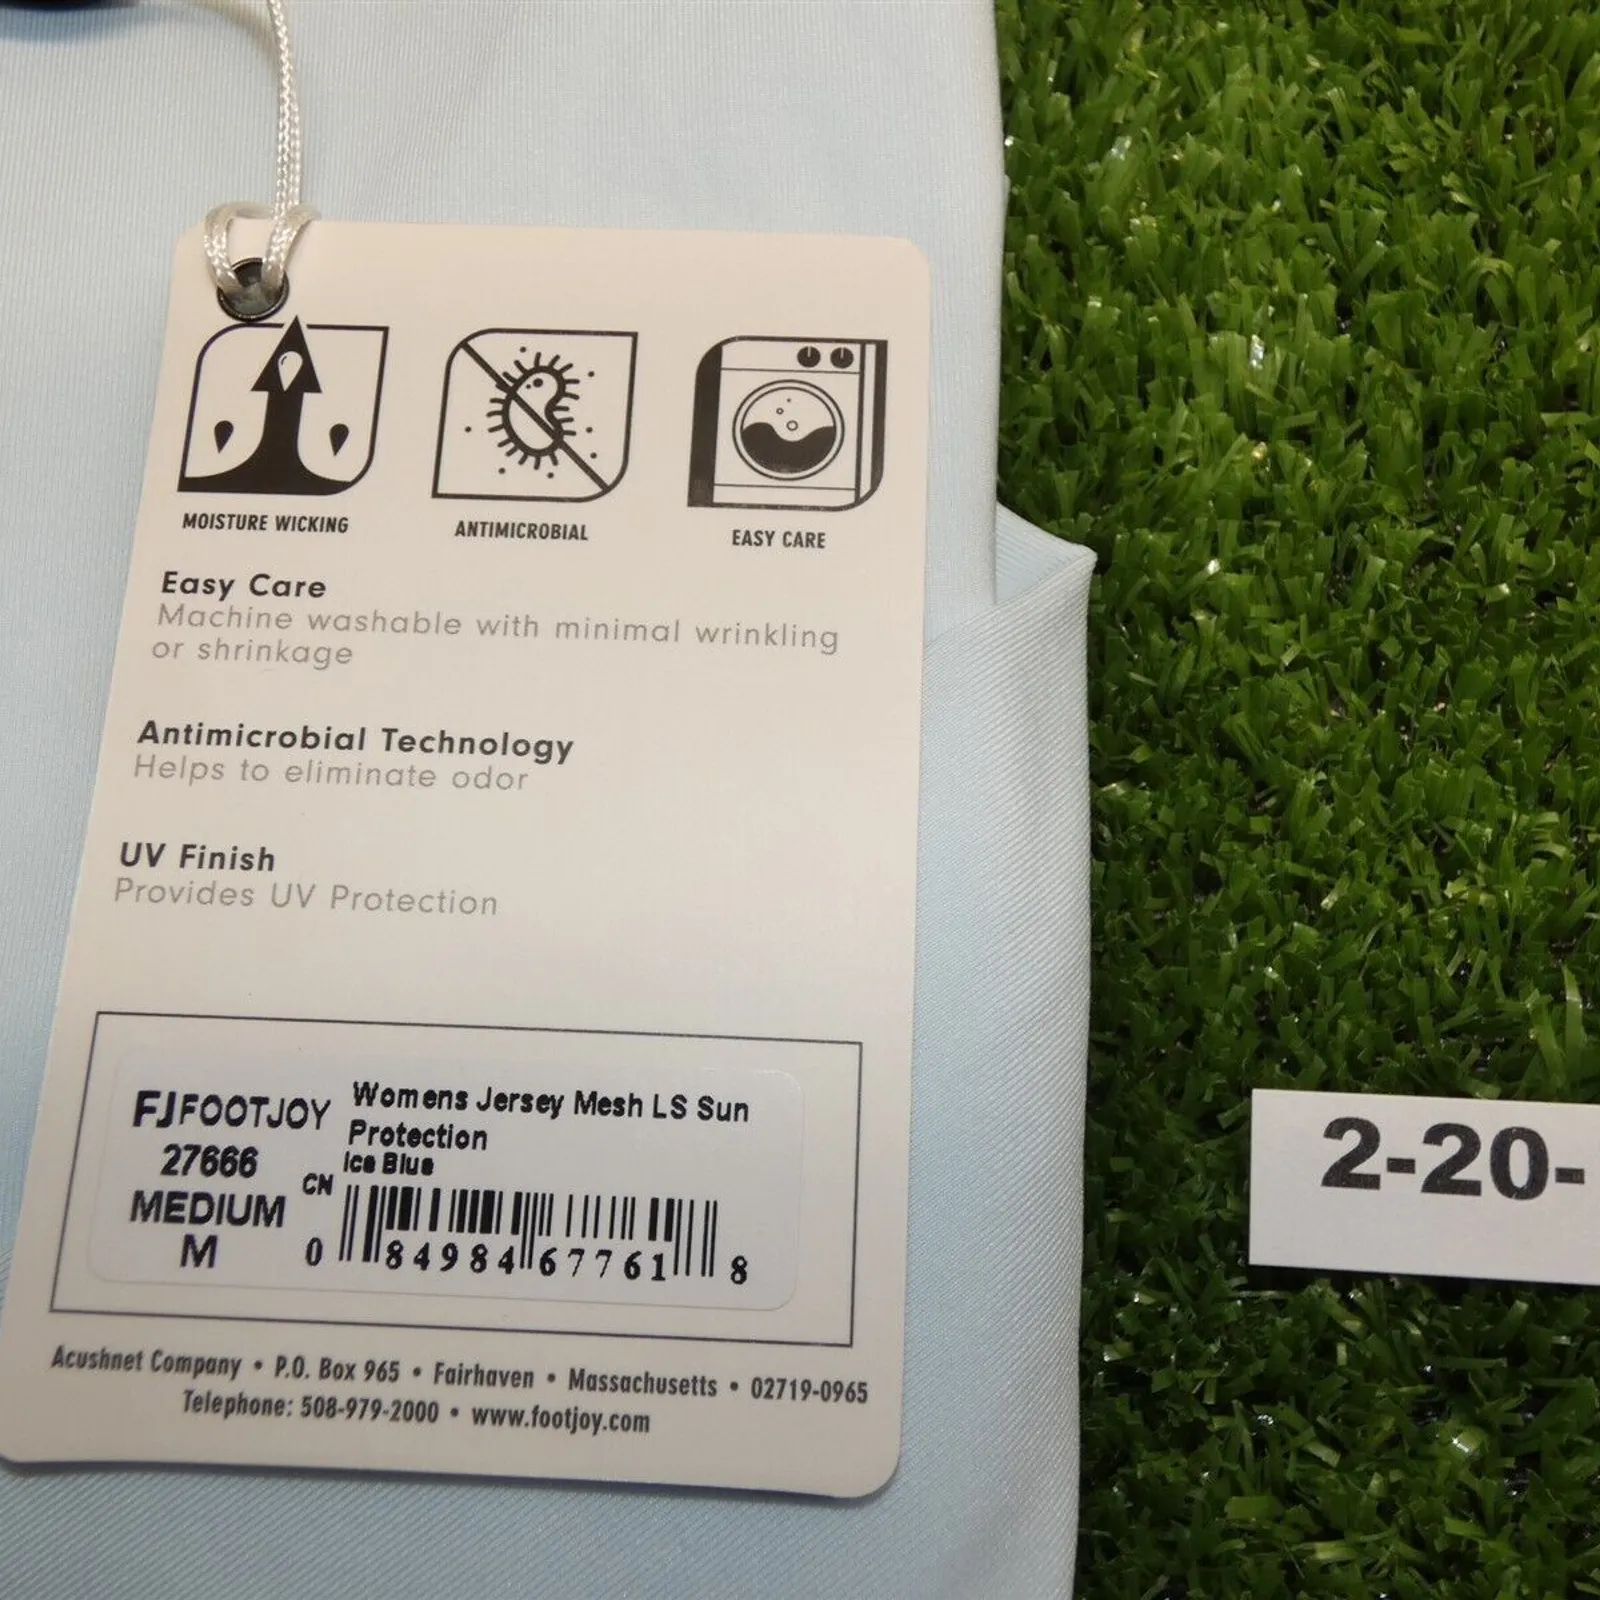 MOISTURE WICKING
ANTIMICROBIAL
EASY CARE
Easy Care
Machine washable with minimal wrinkling
or shrinkage
Antimicrobial Technology
Helps to eliminate odor
UV Finish
Provides UV Protection
FJFOOTJOY
27666
MEDIUM
M
Womens Jersey Mesh LS Sun
Protection
Ice Blue
CN
0 84984 67761 8
Acushnet Company • P.O. Box 965 • Fairhaven • Massachusetts • 02719-0965
Telephone: 508-979-2000 • www.footjoy.com
2-20-